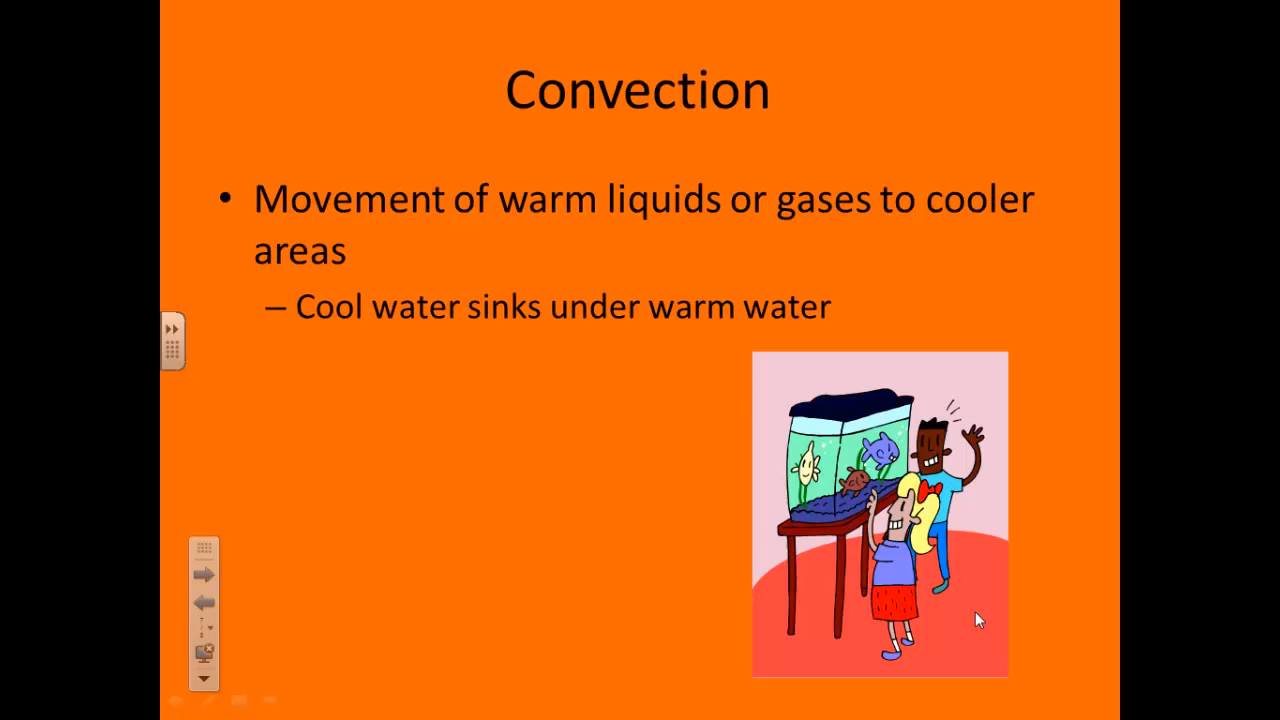 Convection
• Movement of warm liquids or gases to cooler
areas
– Cool water sinks under warm water